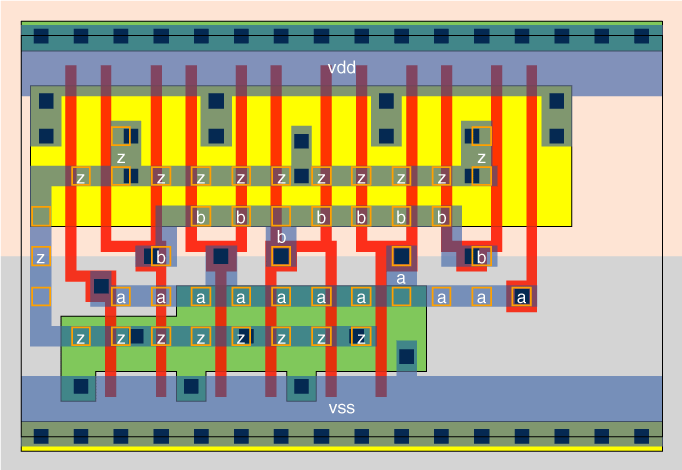 vdd
z z
z z z z z z z z z z
b b b b b b b
b
z b b
a
a a a a a a a a a a
z z z z z z z z
vss